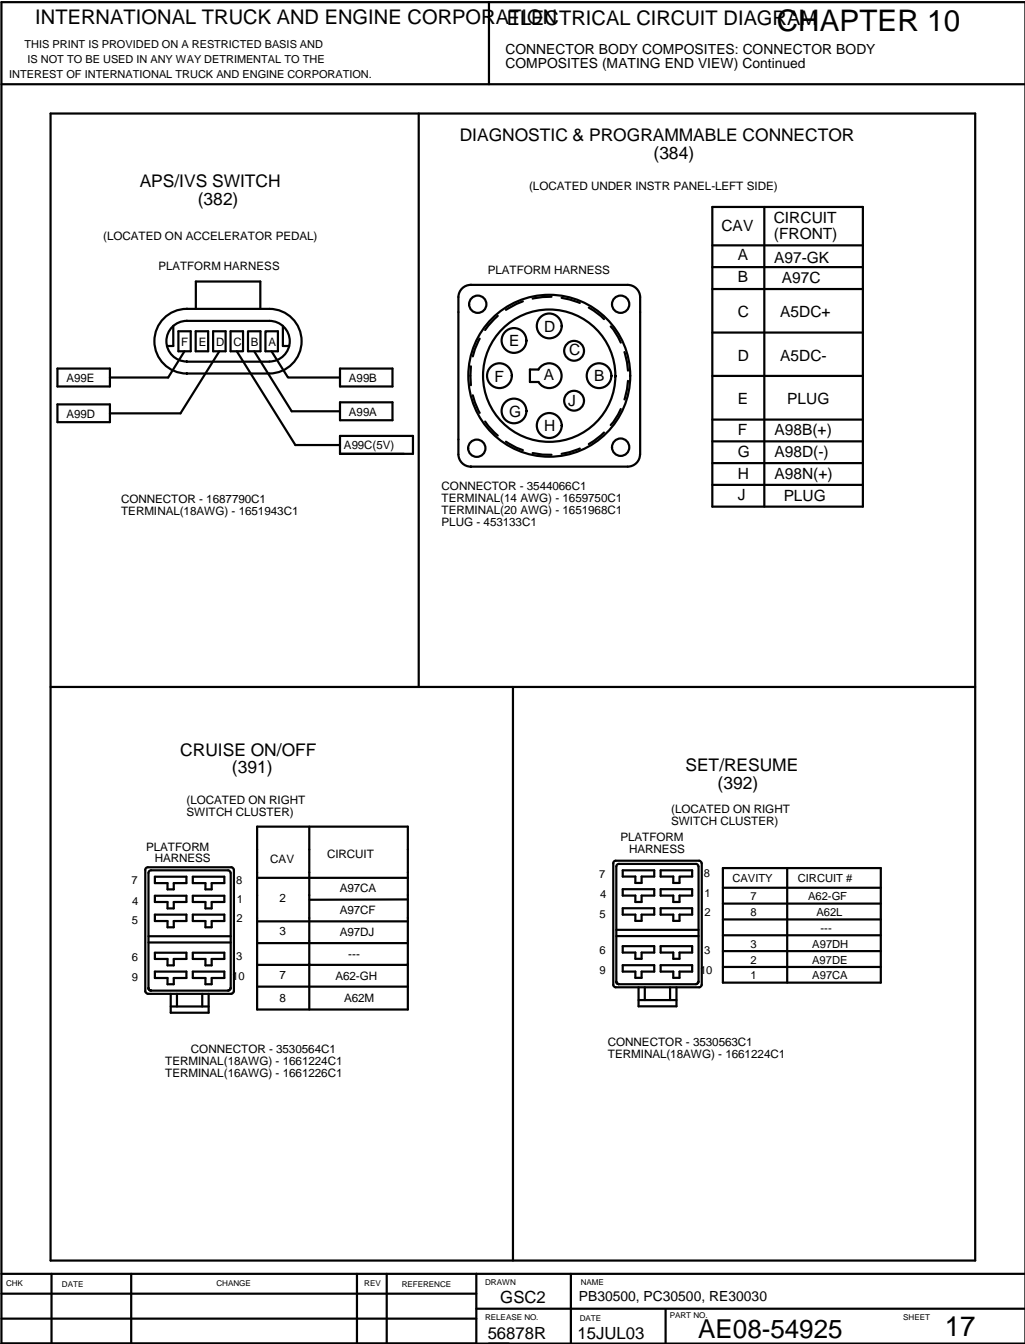 INTERNATIONAL TRUCK AND ENGINE CORPORATION
THIS PRINT IS PROVIDED ON A RESTRICTED BASIS AND
IS NOT TO BE USED IN ANY WAY DETRIMENTAL TO THE
INTEREST OF INTERNATIONAL TRUCK AND ENGINE CORPORATION.
ELECTRICAL CIRCUIT DIAGRAM
CHAPTER 10
CONNECTOR BODY COMPOSITES: CONNECTOR BODY
COMPOSITES (MATING END VIEW) Continued
APS/IVS SWITCH
(382)
(LOCATED ON ACCELERATOR PEDAL)
PLATFORM HARNESS
F E D C B A
A99E
A99D
A99B
A99A
A99C(5V)
CONNECTOR - 1687790C1
TERMINAL(18AWG) - 1651943C1
DIAGNOSTIC & PROGRAMMABLE CONNECTOR
(384)
(LOCATED UNDER INSTR PANEL-LEFT SIDE)
PLATFORM HARNESS
D
E
C
F
A
B
G
J
H
CONNECTOR - 3544066C1
TERMINAL(14 AWG) - 1659750C1
TERMINAL(20 AWG) - 1651968C1
PLUG - 453133C1
CAV CIRCUIT (FRONT)
A A97-GK
B A97C
C A5DC+
D A5DC-
E PLUG
F A98B(+)
G A98D(-)
H A98N(+)
J PLUG
CRUISE ON/OFF
(391)
(LOCATED ON RIGHT
SWITCH CLUSTER)
PLATFORM
HARNESS
7 8
4 1
5 2
6 3
9 10
CAV CIRCUIT
2 A97CA
A97CF
3 A97DJ
---
7 A62-GH
8 A62M
CONNECTOR - 3530564C1
TERMINAL(18AWG) - 1661224C1
TERMINAL(16AWG) - 1661226C1
SET/RESUME
(392)
(LOCATED ON RIGHT
SWITCH CLUSTER)
PLATFORM
HARNESS
7 8
4 1
5 2
6 3
9 10
CAVITY CIRCUIT #
7 A62-GF
8 A62L
---
3 A97DH
2 A97DE
1 A97CA
CONNECTOR - 3530563C1
TERMINAL(18AWG) - 1661224C1
CHK DATE CHANGE REV REFERENCE
DRAWN
GSC2
NAME
PB30500, PC30500, RE30030
RELEASE NO.
56878R
DATE
15JUL03
PART NO.
AE08-54925
SHEET 17